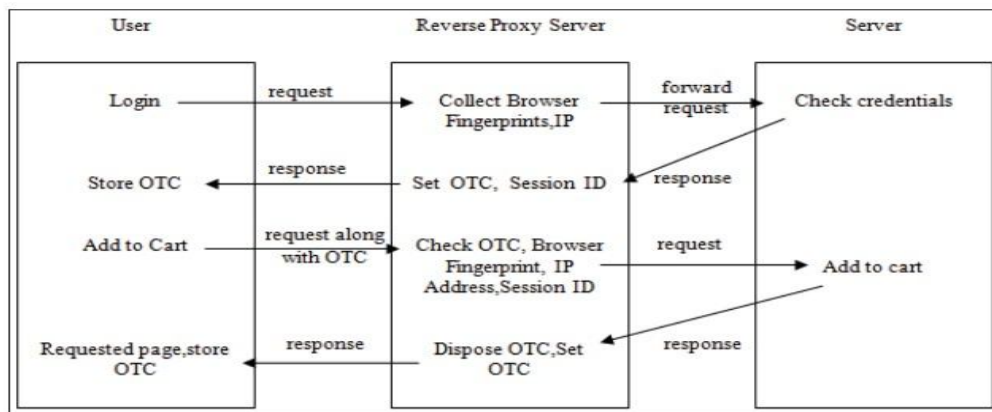 User
Reverse Proxy Server
Server
Login
request
Collect Browser
Fingerprints,IP
forward
request
Check credentials
Store OTC
response
Set OTC, Session ID
response
Add to Cart
request along
with OTC
Check OTC, Browser
Fingerprint, IP
Address,Session ID
request
Add to cart
Requested page,store
OTC
response
Dispose OTC,Set
OTC
response